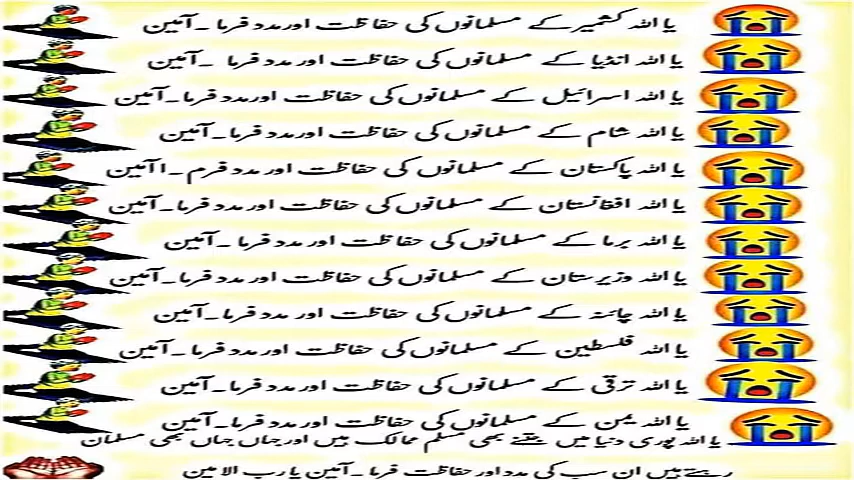 یا اللہ کشمیر کے مسلمانوں کی حفاظت اور مدد فرما ۔ آمین
یا اللہ انڈیا کے مسلمانوں کی حفاظت اور مدد فرما ۔ آمین
یا اللہ اسرائیل کے مسلمانوں کی حفاظت اور مدد فرما ۔ آمین
یا اللہ شام کے مسلمانوں کی حفاظت اور مدد فرما ۔ آمین
یا اللہ پاکستان کے مسلمانوں کی حفاظت اور مدد فرم ۔ ا آمین
یا اللہ افغانستان کے مسلمانوں کی حفاظت اور مدد فرما ۔ آمین
یا اللہ برما کے مسلمانوں کی حفاظت اور مدد فرما ۔ آمین
یا اللہ وزیرستان کے مسلمانوں کی حفاظت اور مدد فرما ۔ آمین
یا اللہ چائنہ کے مسلمانوں کی حفاظت اور مدد فرما ۔ آمین
یا اللہ فلسطین کے مسلمانوں کی حفاظت اور مدد فرما ۔ آمین
یا اللہ ترقی کے مسلمانوں کی حفاظت اور مدد فرما ۔ آمین
یا اللہ یمن کے مسلمانوں کی حفاظت اور مدد فرما ۔ آمین
یا اللہ پوری دنیا میں جتنے بھی مسلم ممالک ہیں اور جہاں جہاں بھی مسلمان
رہتے ہیں ان سب کی مدد اور حفاظت فرما ۔ آمین یا رب الامین